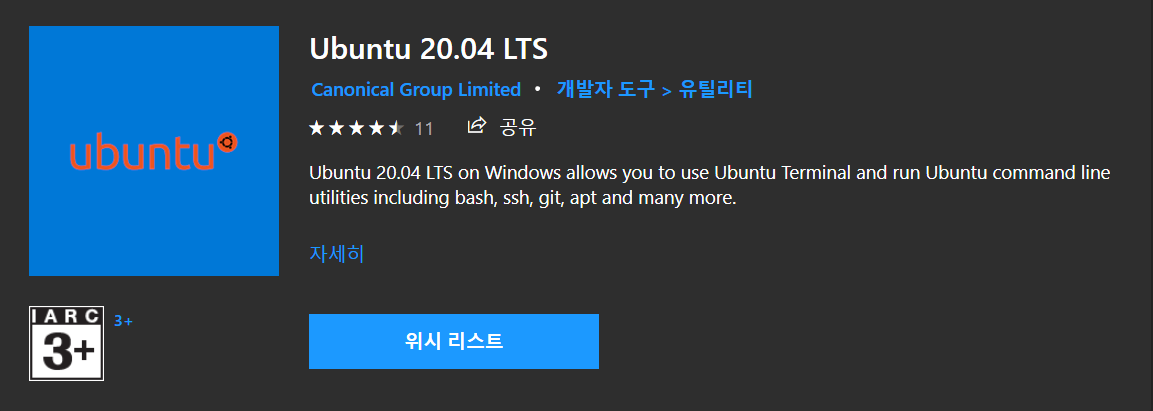 ubuntu
Ubuntu 20.04 LTS
Canonical Group Limited • 개발자 도구 > 유틸리티
11 공유
Ubuntu 20.04 LTS on Windows allows you to use Ubuntu Terminal and run Ubuntu command line
utilities including bash, ssh, git, apt and many more.
자세히
IARC
3+
3+
위시 리스트